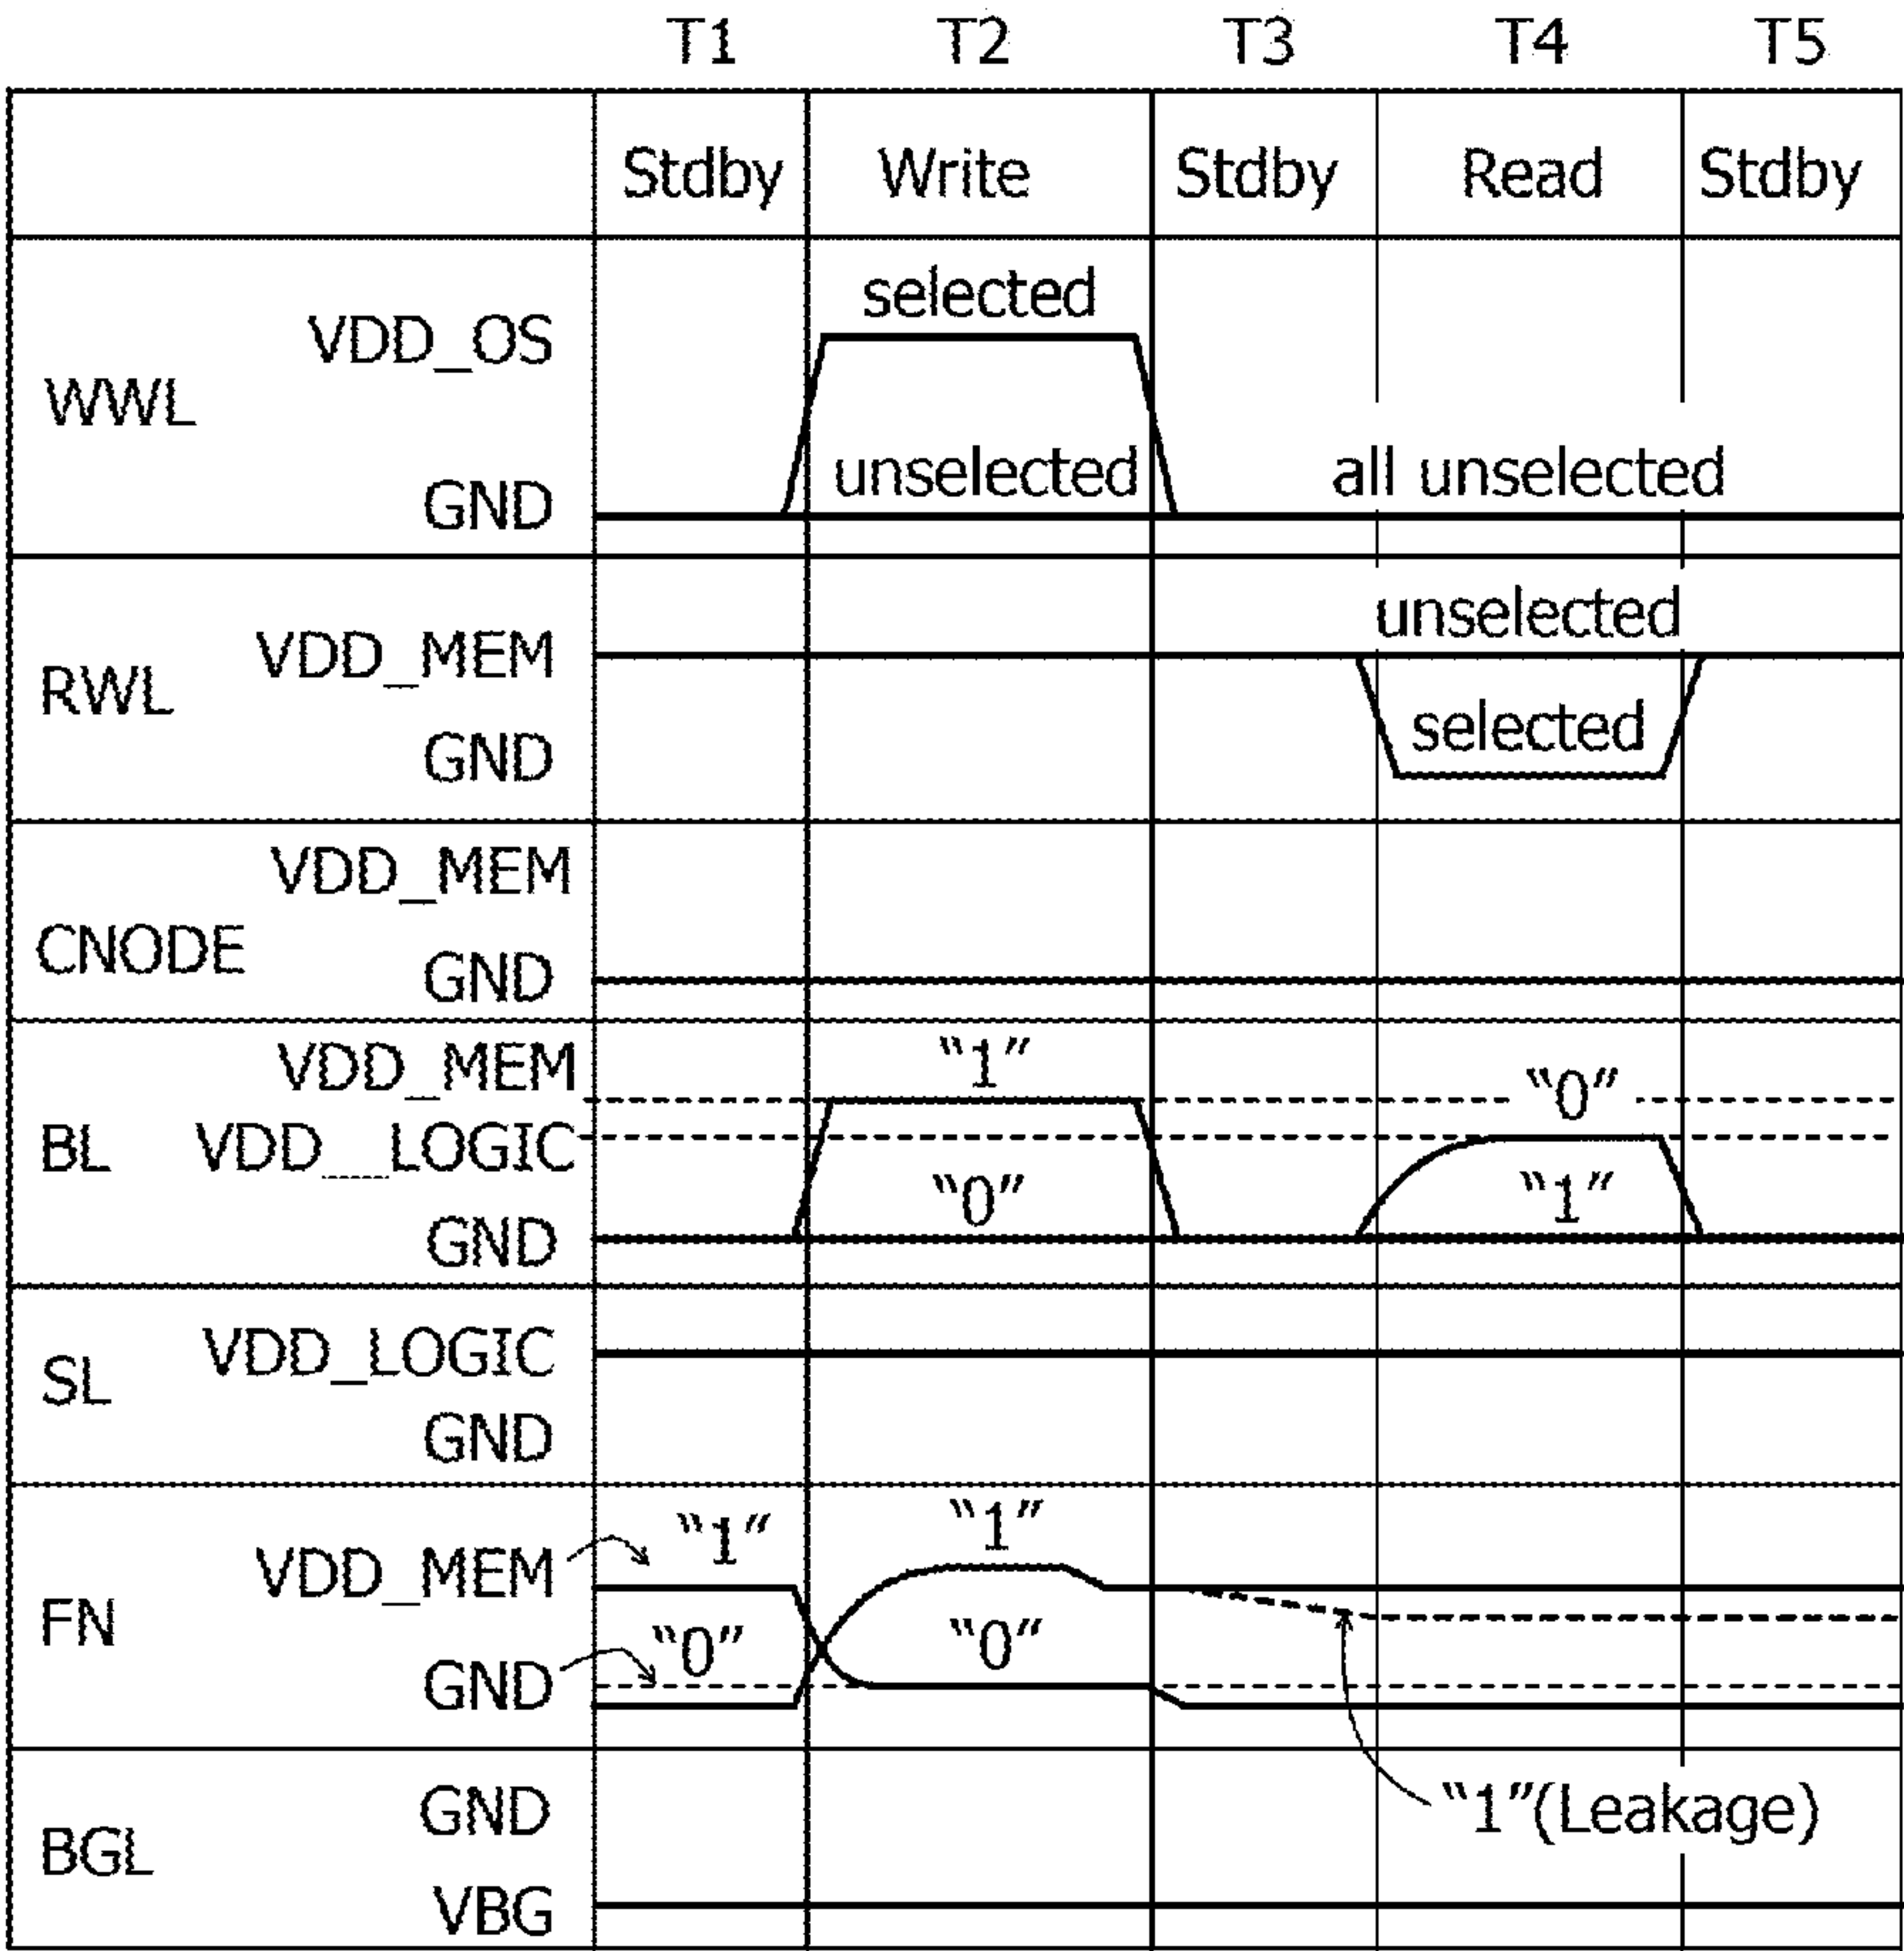 T1 T2 T3 T4 T5
Stdby Write Stdby Read Stdby
selected
VDD_OS
WWL
unselected all unselected
GND
unselected
VDD_MEM
RWL
selected
GND
VDD_MEM
CNODE
GND
VDD_MEM "1"
"0"
BL VDD_LOGIC
"0" "1"
GND
VDD_LOGIC
SL
GND
"1" "1"
VDD_MEM
FN
"0" "0"
GND
GND "1"(Leakage)
BGL
VBG